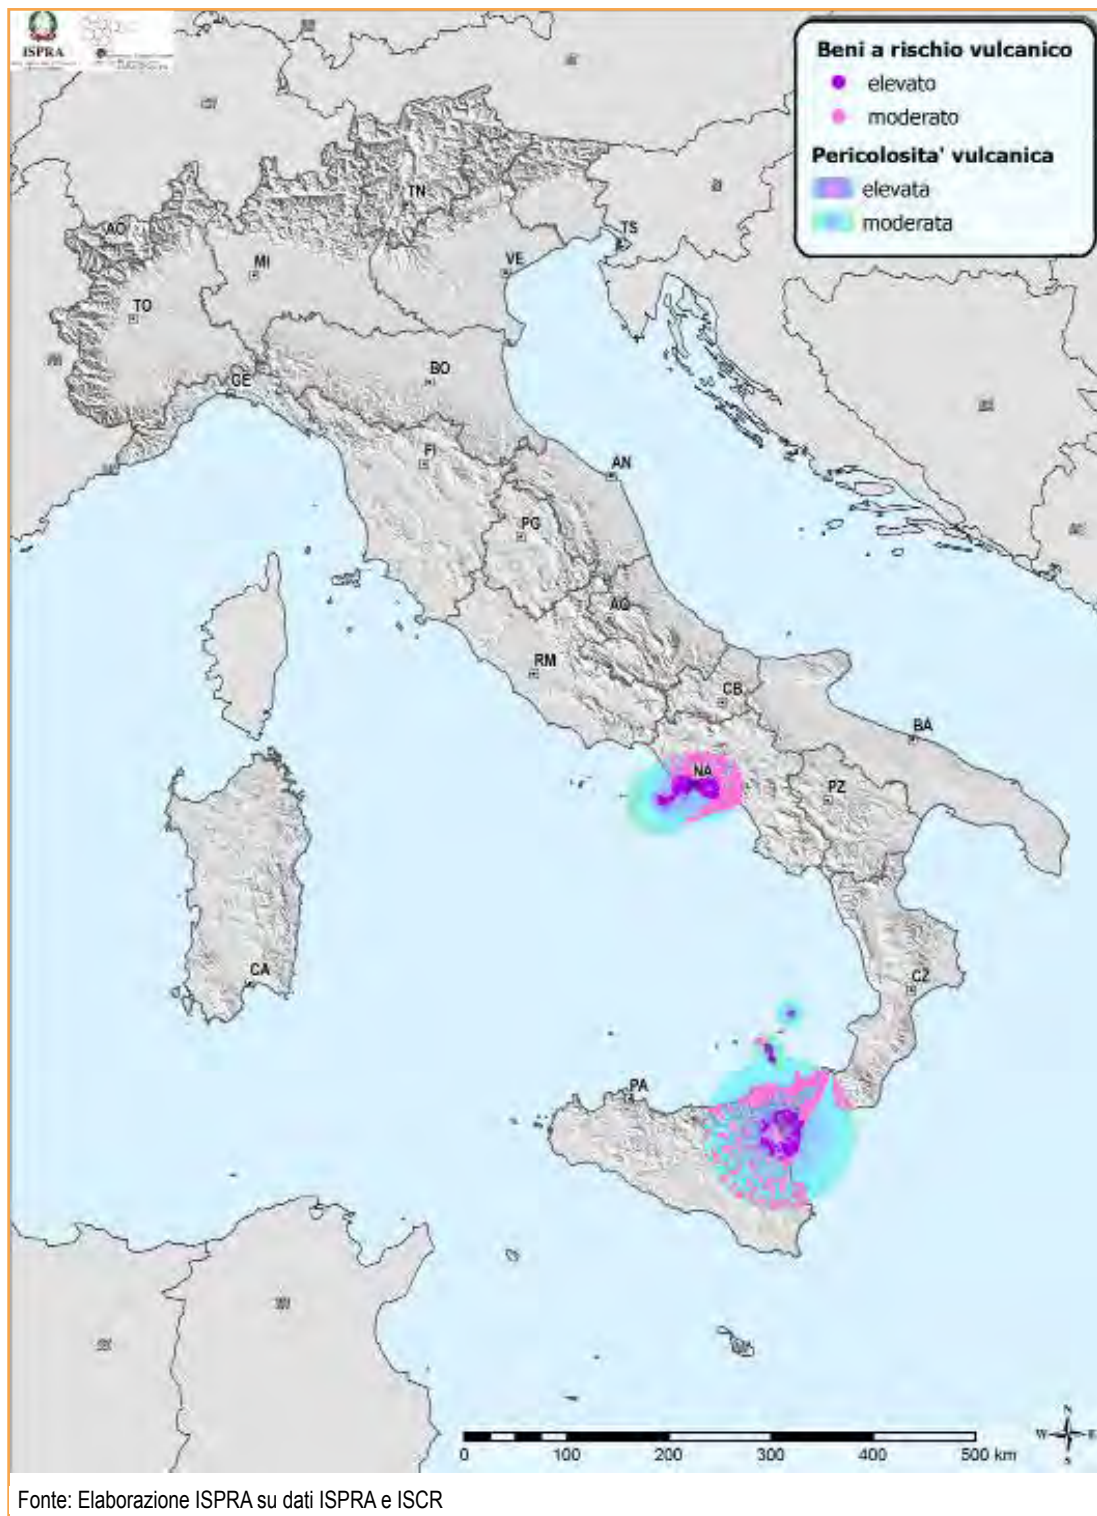 ISPRA
Beni a rischio vulcanico
elevato
moderato
Pericolosita' vulcanica
elevata
moderata
TN
AO
TS
MI
VE
TO
BO
GE
FI
AN
PG
AQ
RM
CB
BA
NA
PZ
CA
CZ
PA
N
W E
S
0 100 200 300 400 500 km
Fonte: Elaborazione ISPRA su dati ISPRA e ISCR